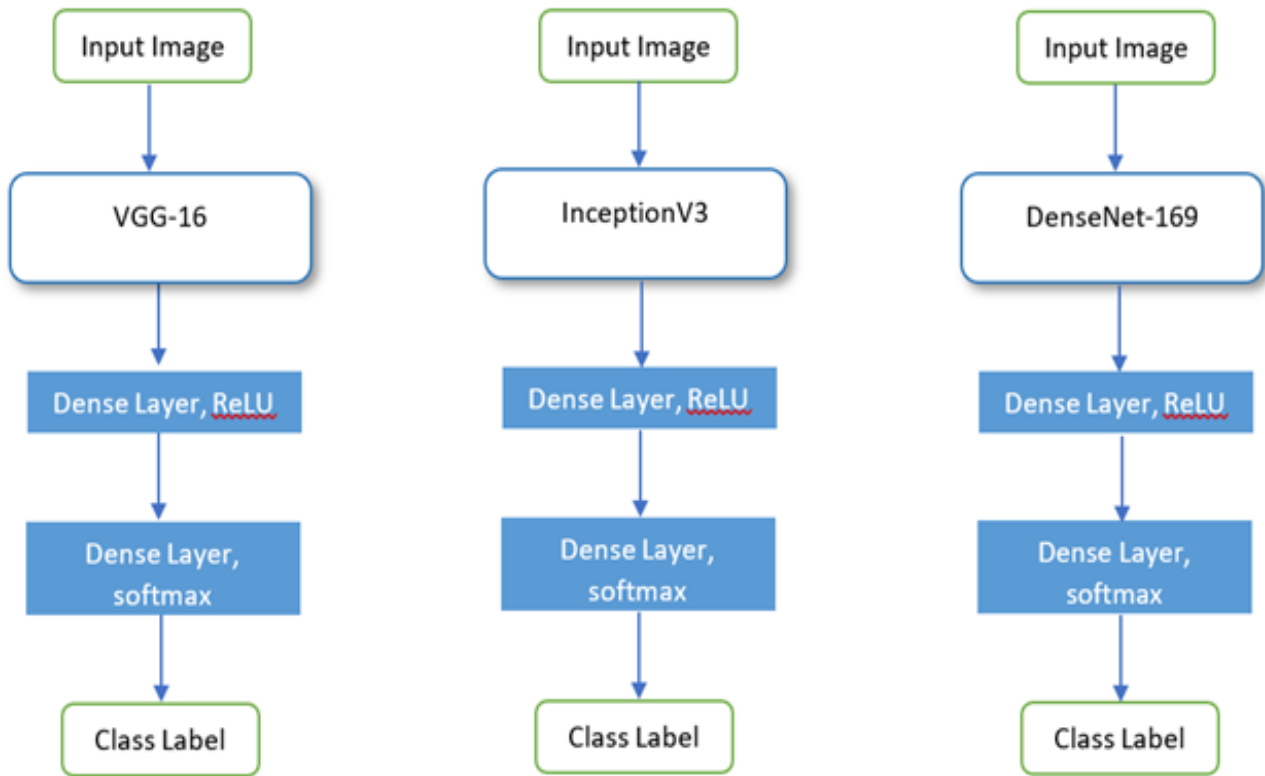 Input Image
VGG-16
Dense Layer, ReLU
Dense Layer,
softmax
Class Label
Input Image
InceptionV3
Dense Layer, ReLU
Dense Layer,
softmax
Class Label
Input Image
DenseNet-169
Dense Layer, ReLU
Dense Layer,
softmax
Class Label